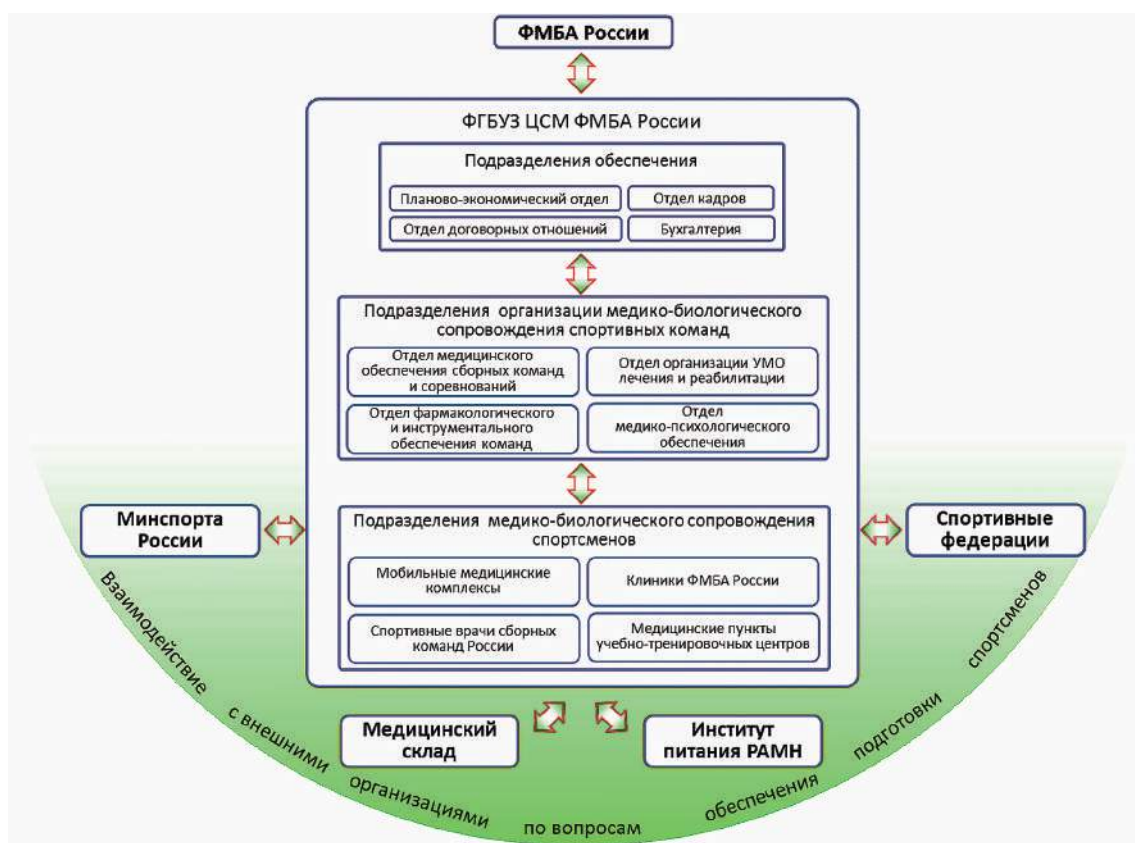 ФМБА России
ФГБУЗ ЦСМ ФМБА России
Подразделения обеспечения
Планово-экономический отдел
Отдел кадров
Отдел договорных отношений
Бухгалтерия
Подразделения организации медико-биологического
сопровождения спортивных команд
Отдел медицинского
обеспечения сборных команд
и соревнований
Отдел организации УМО
лечения и реабилитации
Отдел фармакологического
и инструментального
обеспечения команд
Отдел
медико-психологического
обеспечения
Подразделения медико-биологического сопровождения
спортсменов
Мобильные медицинские
комплексы
Клиники ФМБА России
Спортивные врачи сборных
команд России
Медицинские пункты
учебно-тренировочных центров
Минспорта
России
Спортивные
федерации
Медицинский
склад
Институт
питания РАМН
Взаимодействие с внешними организациями по вопросам обеспечения подготовки спортсменов